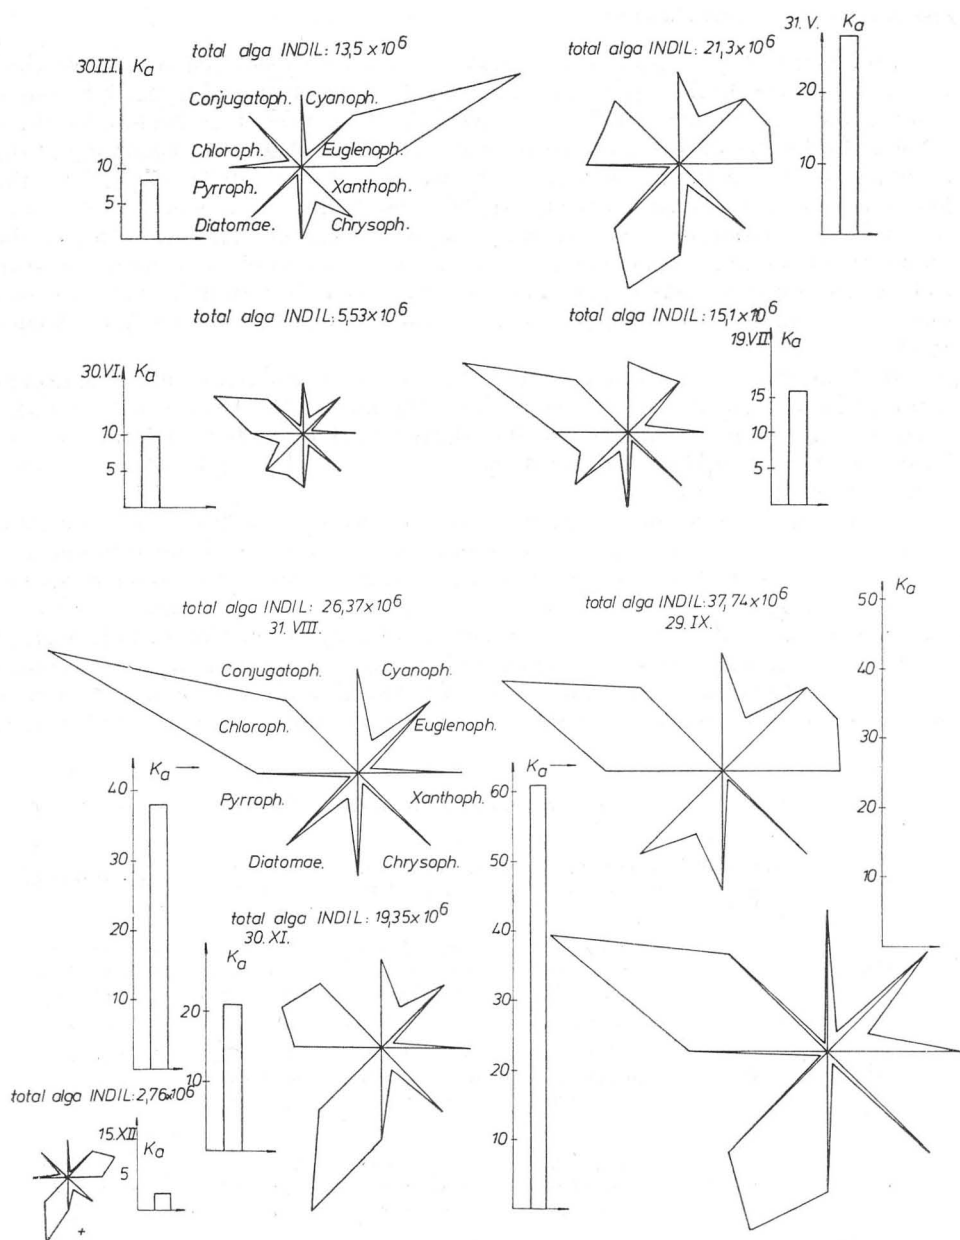 total alga INDIL: 13,5 x 10⁶
30.III. Ka
10
5
Conjugatoph. Cyanoph.
Chloroph. Euglenoph.
Pyrroph. Xanthoph.
Diatomae. Chrysoph.
total alga INDIL: 21,3 x 10⁶
31. V. Ka
20
10
total alga INDIL: 5,53 x 10⁶
30.VI. Ka
10
5
total alga INDIL: 15,1 x 10⁶
19.VII Ka
15
10
5
total alga INDIL: 26,37 x 10⁶
31. VIII.
Conjugatoph. Cyanoph.
Chloroph. Euglenoph.
Pyrroph. Xanthoph.
Diatomae. Chrysoph.
Ka
40
30
20
10
total alga INDIL: 37,74 x 10⁶
29. IX.
Ka
50
40
30
20
10
Ka
60
50
40
30
20
10
total alga INDIL: 19,35 x 10⁶
30. XI.
Ka
20
10
total alga INDIL: 2,76 x 10⁶
15. XII
Ka
5
+